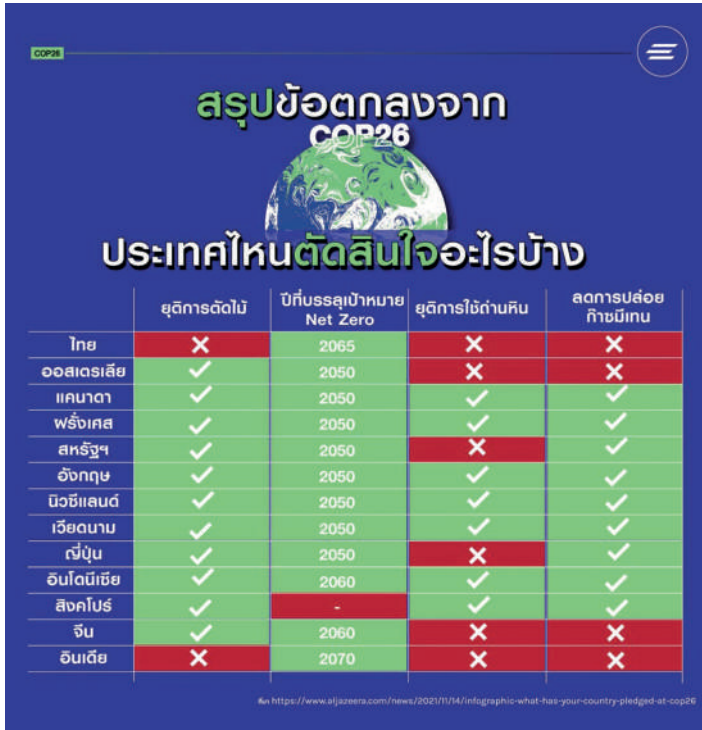 COP26
สรุปข้อตกลงจาก
COP26
ประเทศไหนตัดสินใจอะไรบ้าง
ยุติการตัดไม้ ปีที่บรรลุเป้าหมาย Net Zero ยุติการใช้ถ่านหิน ลดการปล่อยก๊าซมีเทน
ไทย ✕ 2065 ✕ ✕
ออสเตรเลีย ✓ 2050 ✕ ✕
แคนาดา ✓ 2050 ✓ ✓
ฝรั่งเศส ✓ 2050 ✓ ✓
สหรัฐฯ ✓ 2050 ✕ ✓
อังกฤษ ✓ 2050 ✓ ✓
นิวซีแลนด์ ✓ 2050 ✓ ✓
เวียดนาม ✓ 2050 ✓ ✓
ญี่ปุ่น ✓ 2050 ✕ ✓
อินโดนีเซีย ✓ 2060 ✓ ✓
สิงคโปร์ ✓ - ✓ ✓
จีน ✓ 2060 ✕ ✕
อินเดีย ✕ 2070 ✕ ✕
ที่มา https://www.aljazeera.com/news/2021/11/14/infographic-what-has-your-country-pledged-at-cop26